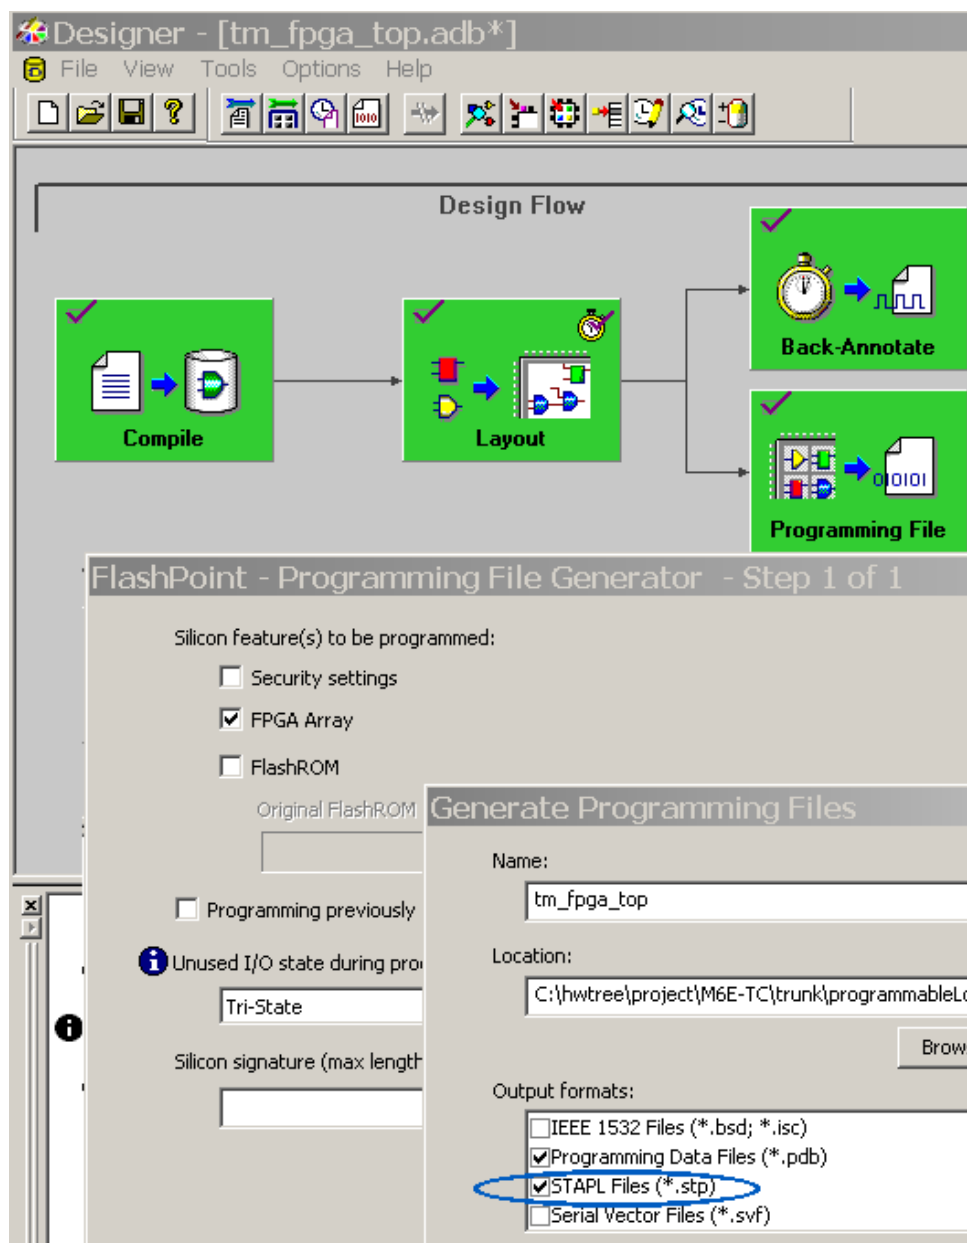 Designer - [tm_fpga_top.adb*]
File View Tools Options Help
Design Flow
Back-Annotate
Compile
Layout
010101
Programming File
FlashPoint - Programming File Generator - Step 1 of 1
Silicon feature(s) to be programmed:
Security settings
FPGA Array
FlashROM
Original FlashROM
Generate Programming Files
Name:
tm_fpga_top
Programming previously
Location:
Unused I/O state during
C:\hwtree\project\M6E-TC\trunk\
Tri-State
Silicon signature (max length
Output formats:
IEEE 1532 Files (*.bsd; *.isc)
Programming Data Files (*.pdb)
STAPL Files (*.stp)
Serial Vector Files (*.svf)